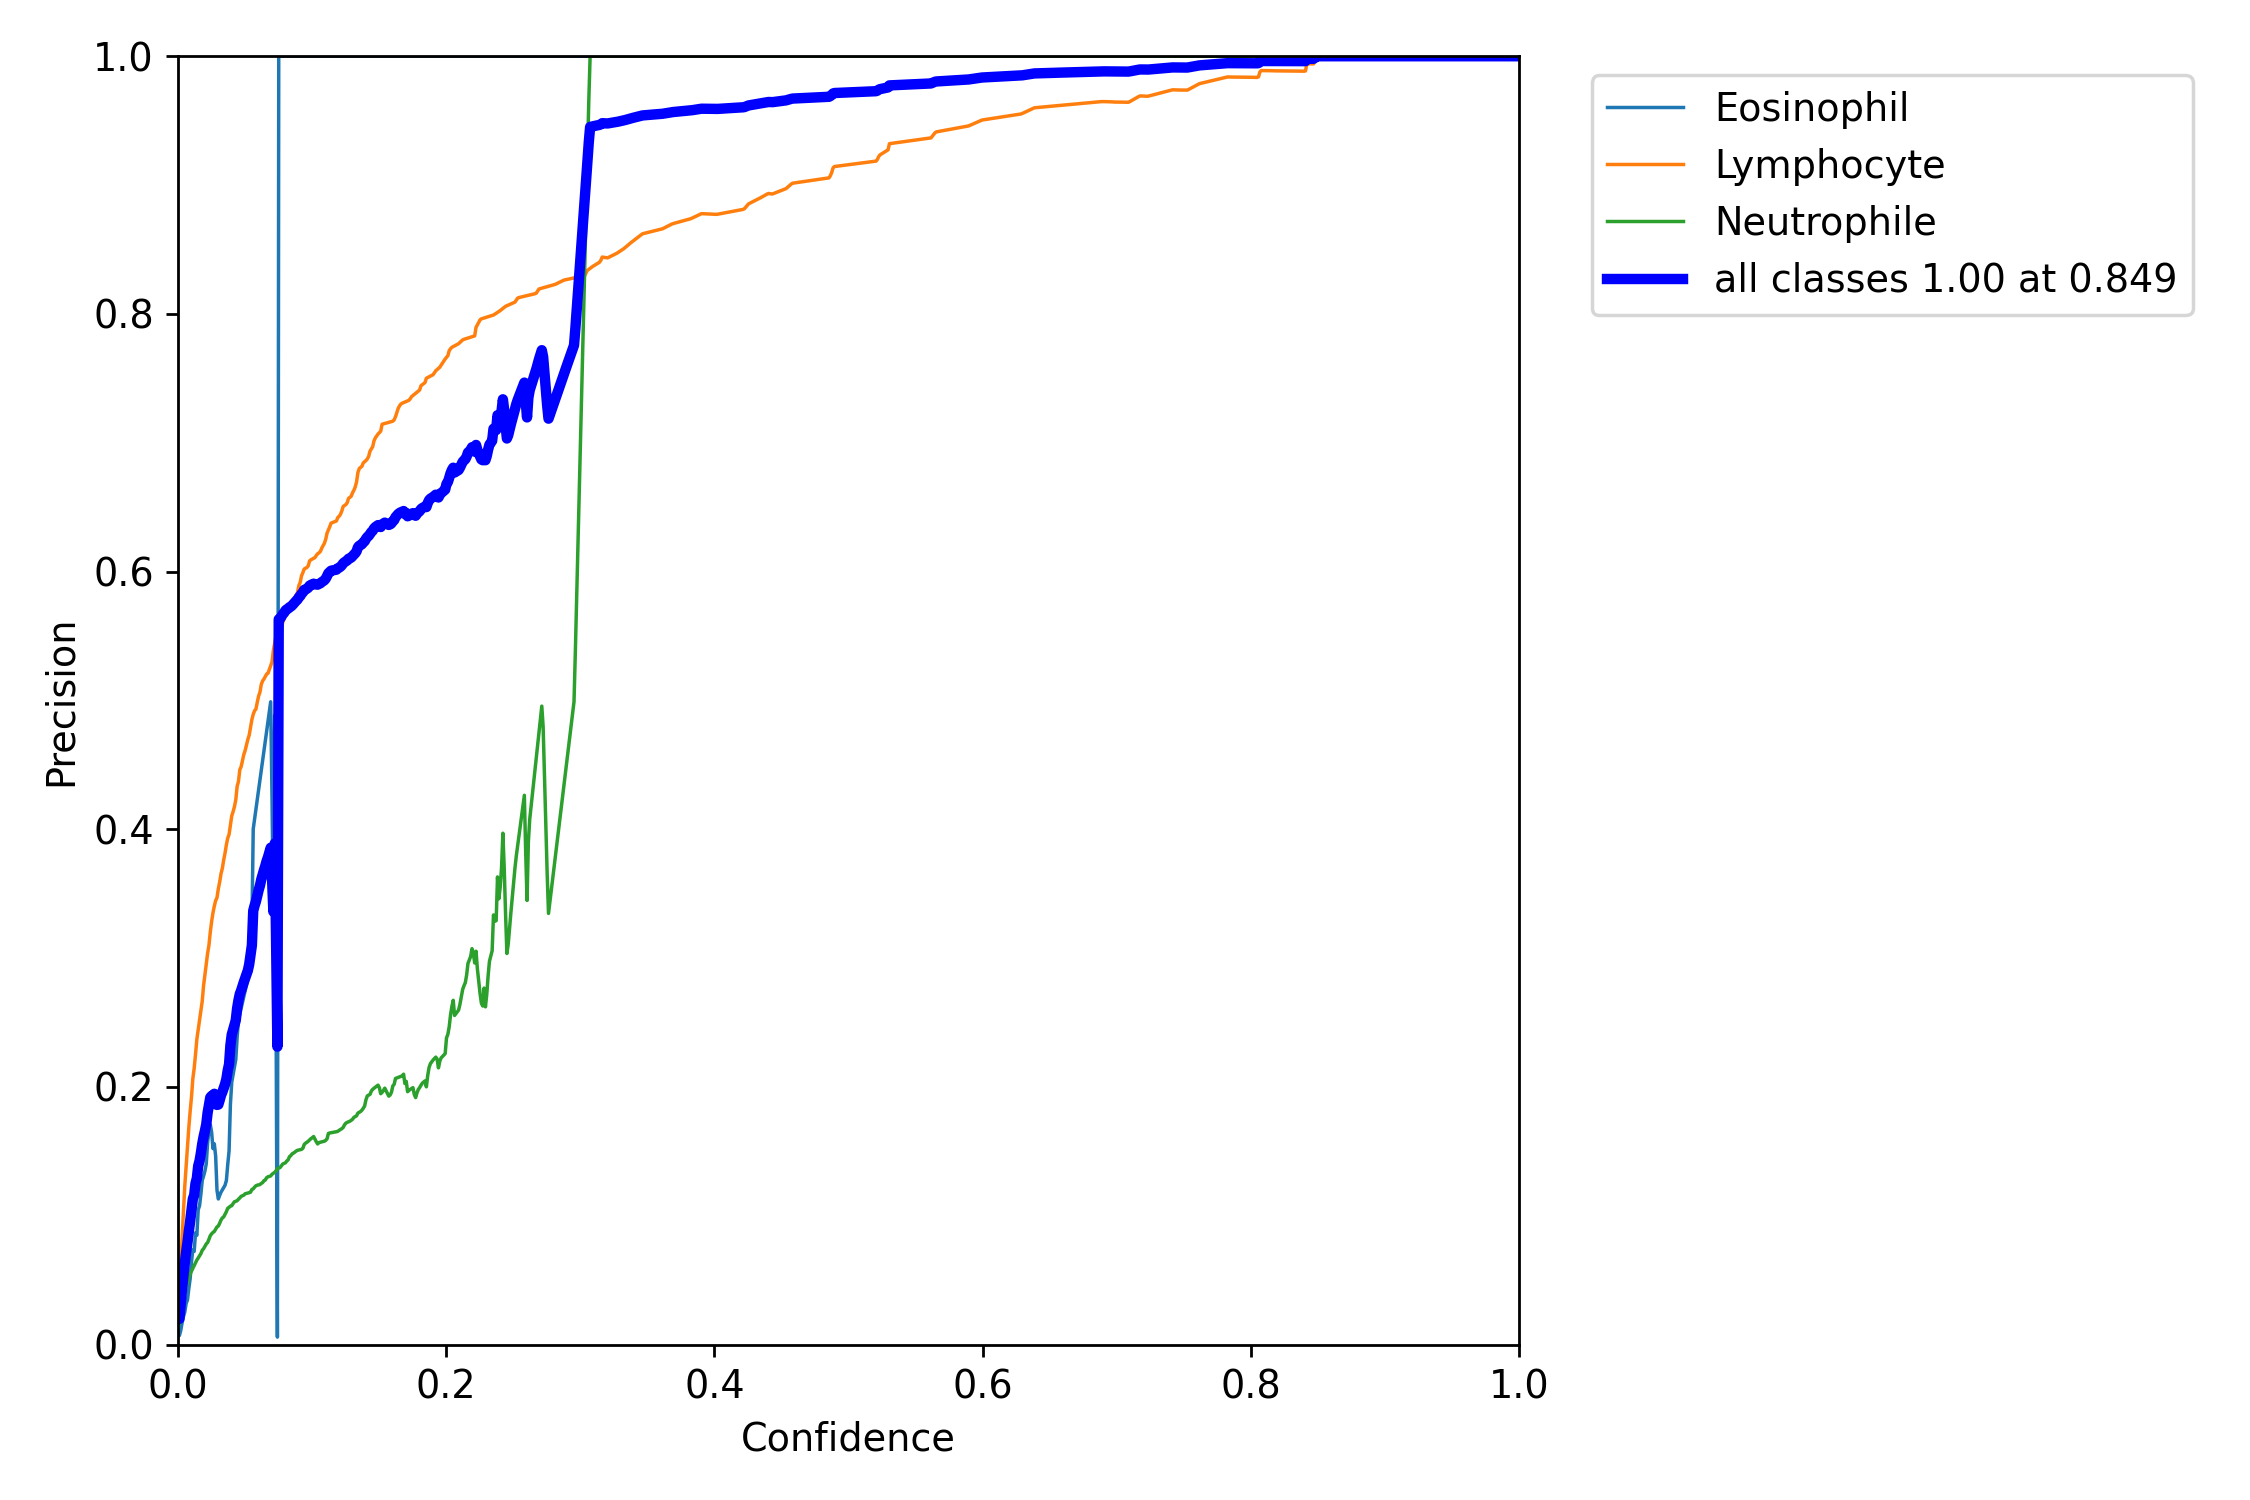 1.0
0.8
0.6
0.4
0.2
0.0
Precision
0.0 0.2 0.4 0.6 0.8 1.0
Confidence
Eosinophil
Lymphocyte
Neutrophile
all classes 1.00 at 0.849